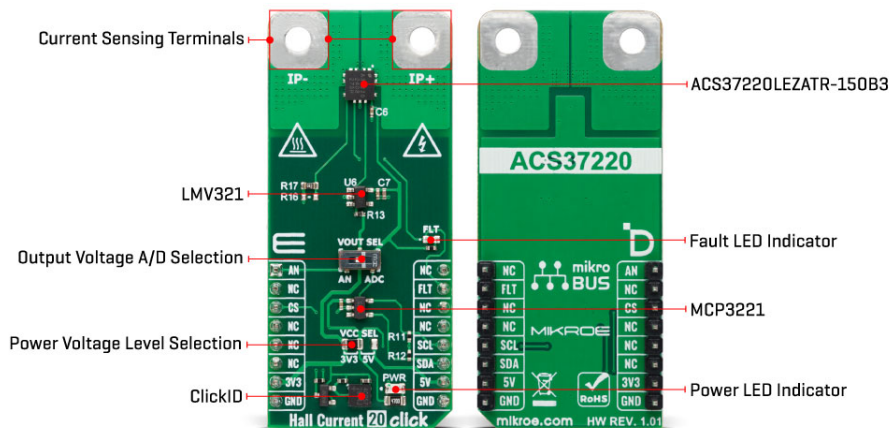 Current Sensing Terminals
IP-
IP+
ACS37220LEZATR-150B3
C6
LMV321
R17
R16
U6
C7
R13
FLT
Output Voltage A/D Selection
VOUT SEL
AN
ADC
Power Voltage Level Selection
VCC SEL
3V3
5V
R11
R12
ClickID
PWR
AN
NC
CS
NC
NC
NC
3V3
GND
NC
FLT
NC
NC
SCL
SDA
5V
GND
Hall Current 20 click
ACS37220
Fault LED Indicator
MCP3221
Power LED Indicator
NC
FLT
NC
NC
SCL
SDA
5V
GND
mikro
BUS
MIKROE
RoHS
AN
NC
CS
NC
NC
NC
3V3
GND
mikroe.com
HW REV. 1.01